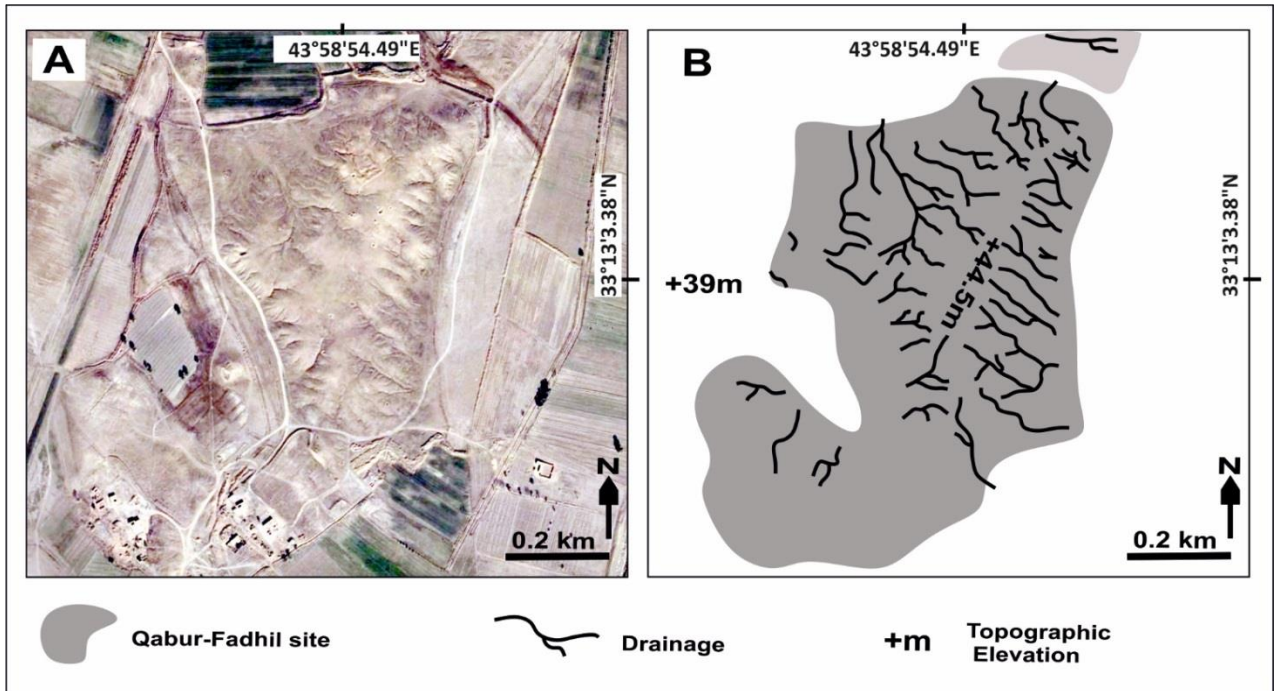 A
43°58'54.49"E
33°13'3.38"N
N
0.2 km
B
43°58'54.49"E
+39m
+44.5m
33°13'3.38"N
N
0.2 km
Qabur-Fadhil site
Drainage
+m
Topographic
Elevation